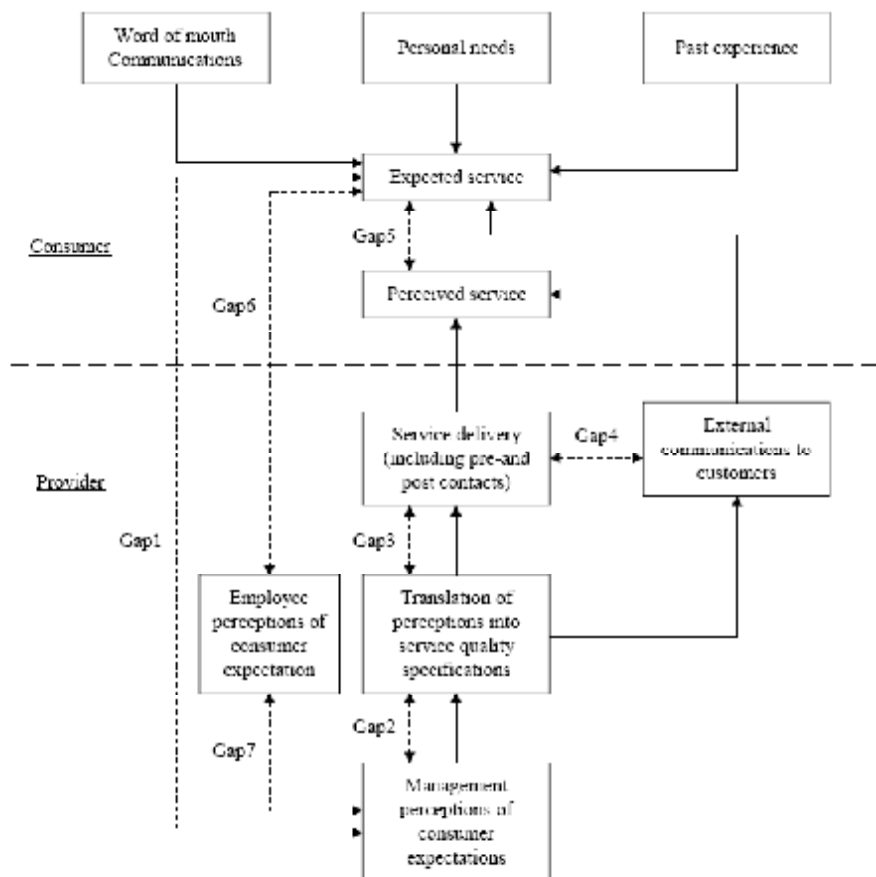 Word of mouth
Communications
Personal needs
Past experience
Expected service
Gap5
Consumer
Gap6
Perceived service
Service delivery
(including pre-and
post contacts)
Gap4
External
communications to
customers
Provider
Gap1
Gap3
Employee
perceptions of
consumer
expectation
Translation of
perceptions into
service quality
specifications
Gap2
Gap7
Management
perceptions of
consumer
expectations